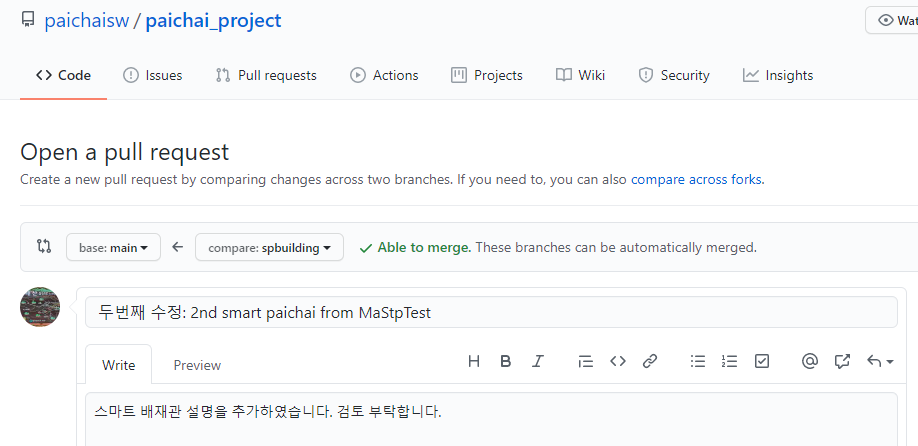 paichaisw / paichai_project
Wat
Code Issues Pull requests Actions Projects Wiki Security Insights
Open a pull request
Create a new pull request by comparing changes across two branches. If you need to, you can also compare across forks.
base: main compare: spbuilding Able to merge. These branches can be automatically merged.
두번째 수정: 2nd smart paichai from MaStpTest
Write Preview
스마트 배재관 설명을 추가하였습니다. 검토 부탁합니다.